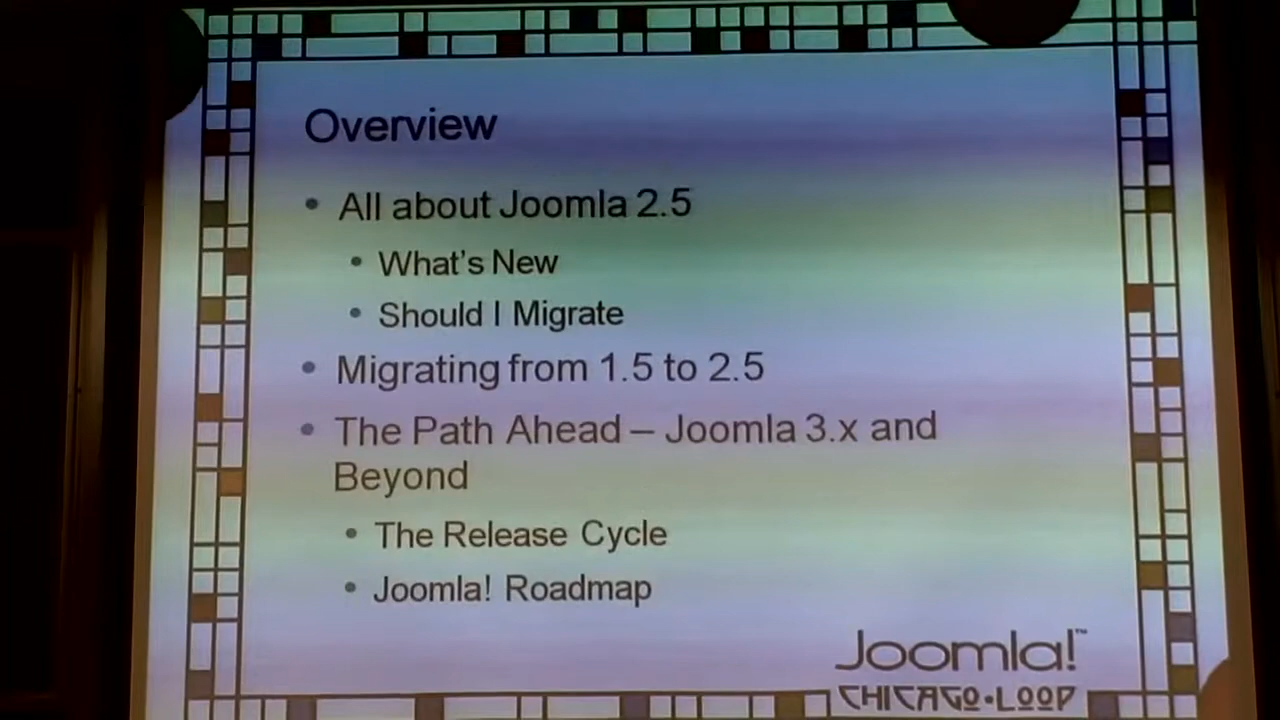 Overview
• All about Joomla 2.5
• What's New
• Should I Migrate
• Migrating from 1.5 to 2.5
• The Path Ahead – Joomla 3.x and
Beyond
• The Release Cycle
• Joomla! Roadmap
Joomla!™
CHICAGO•LOOP